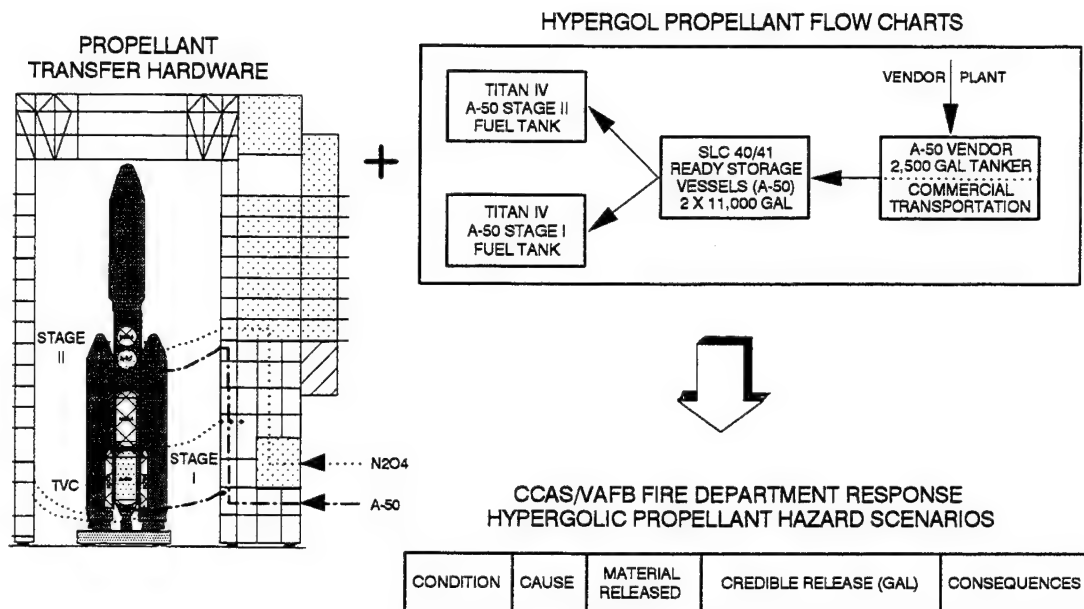 PROPELLANT
TRANSFER HARDWARE
STAGE
II
TVC
STAGE
I
N2O4
A-50
+
HYPERGOL PROPELLANT FLOW CHARTS
TITAN IV
A-50 STAGE II
FUEL TANK
TITAN IV
A-50 STAGE I
FUEL TANK
SLC 40/41
READY STORAGE
VESSELS (A-50)
2 X 11,000 GAL
VENDOR PLANT
A-50 VENDOR
2,500 GAL TANKER
COMMERCIAL
TRANSPORTATION
CCAS/VAFB FIRE DEPARTMENT RESPONSE
HYPERGOLIC PROPELLANT HAZARD SCENARIOS
CONDITION
CAUSE
MATERIAL
RELEASED
CREDIBLE RELEASE (GAL)
CONSEQUENCES